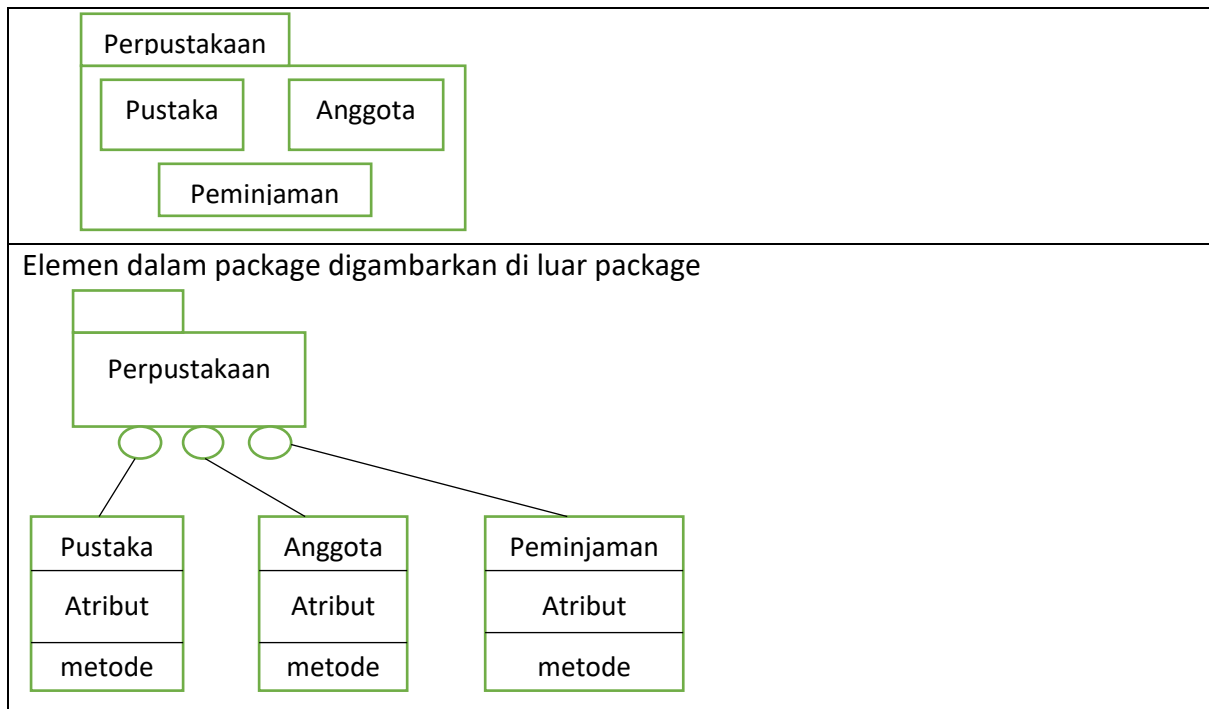 Perpustakaan
Pustaka Anggota
Peminjaman
Elemen dalam package digambarkan di luar package
Perpustakaan
Pustaka Anggota Peminjaman
Atribut Atribut Atribut
metode metode metode